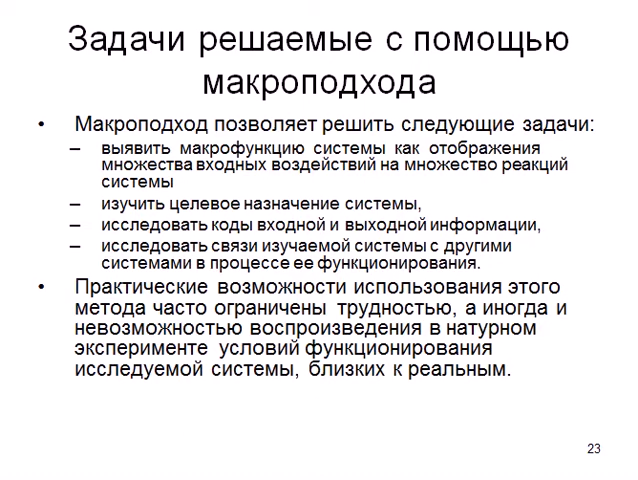 Задачи решаемые с помощью
макроподхода
• Макроподход позволяет решить следующие задачи:
– выявить макрофункцию системы как отображения
множества входных воздействий на множество реакций
системы
– изучить целевое назначение системы,
– исследовать коды входной и выходной информации,
– исследовать связи изучаемой системы с другими
системами в процессе ее функционирования.
• Практические возможности использования этого
метода часто ограничены трудностью, а иногда и
невозможностью воспроизведения в натурном
эксперименте условий функционирования
исследуемой системы, близких к реальным.
23